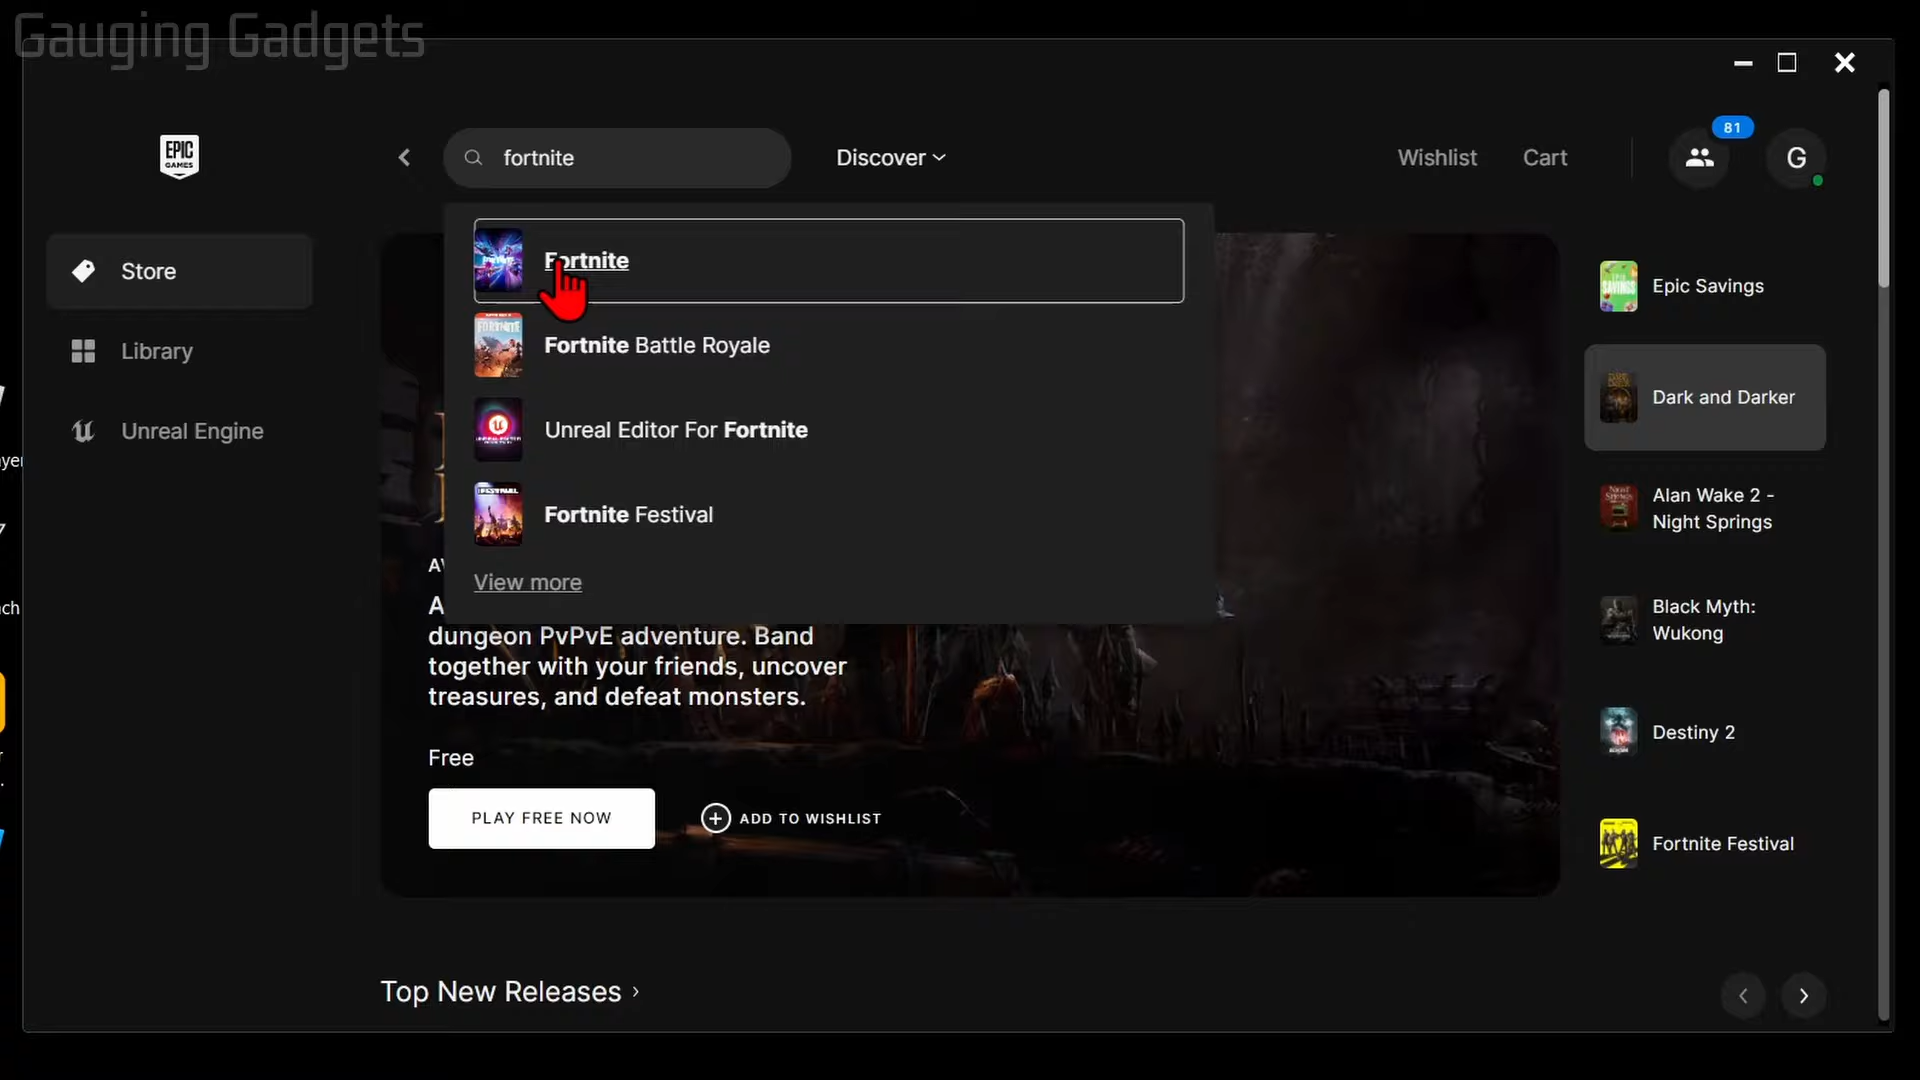 Gauging Gadgets
EPIC
GAMES
fortnite
Discover
Wishlist
Cart
81
G
Store
Library
Unreal Engine
Fortnite
Fortnite Battle Royale
Unreal Editor For Fortnite
Fortnite Festival
View more
dungeon PvPvE adventure. Band
together with your friends, uncover
treasures, and defeat monsters.
Free
PLAY FREE NOW
ADD TO WISHLIST
Epic Savings
Dark and Darker
Alan Wake 2 -
Night Springs
Black Myth:
Wukong
Destiny 2
Fortnite Festival
Top New Releases